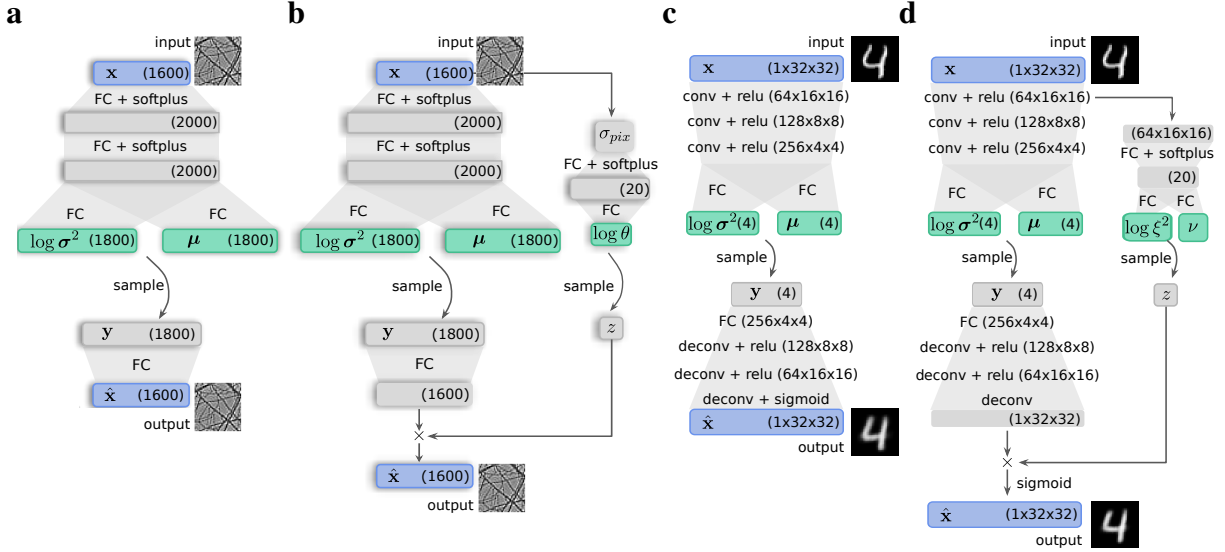 a
input
x (1600)
FC + softplus
(2000)
FC + softplus
(2000)
FC FC
log σ² (1800) μ (1800)
sample
y (1800)
FC
x̂ (1600)
output
b
input
x (1600)
FC + softplus
(2000)
FC + softplus
(2000)
FC FC
log σ² (1800) μ (1800)
sample
y (1800)
FC
(1600)
×
x̂ (1600)
output
σpix
FC + softplus
(20)
FC
log θ
sample
z
c
input
4
x (1x32x32)
conv + relu (64x16x16)
conv + relu (128x8x8)
conv + relu (256x4x4)
FC FC
log σ²(4) μ (4)
sample
y (4)
FC (256x4x4)
deconv + relu (128x8x8)
deconv + relu (64x16x16)
deconv + sigmoid
x̂ (1x32x32)
output
4
d
input
4
x (1x32x32)
conv + relu (64x16x16)
conv + relu (128x8x8)
conv + relu (256x4x4)
FC FC
log σ²(4) μ (4)
sample
y (4)
FC (256x4x4)
deconv + relu (128x8x8)
deconv + relu (64x16x16)
deconv
(1x32x32)
×
sigmoid
x̂ (1x32x32)
output
4
(64x16x16)
FC + softplus
(20)
FC FC
log ξ² ν
sample
z